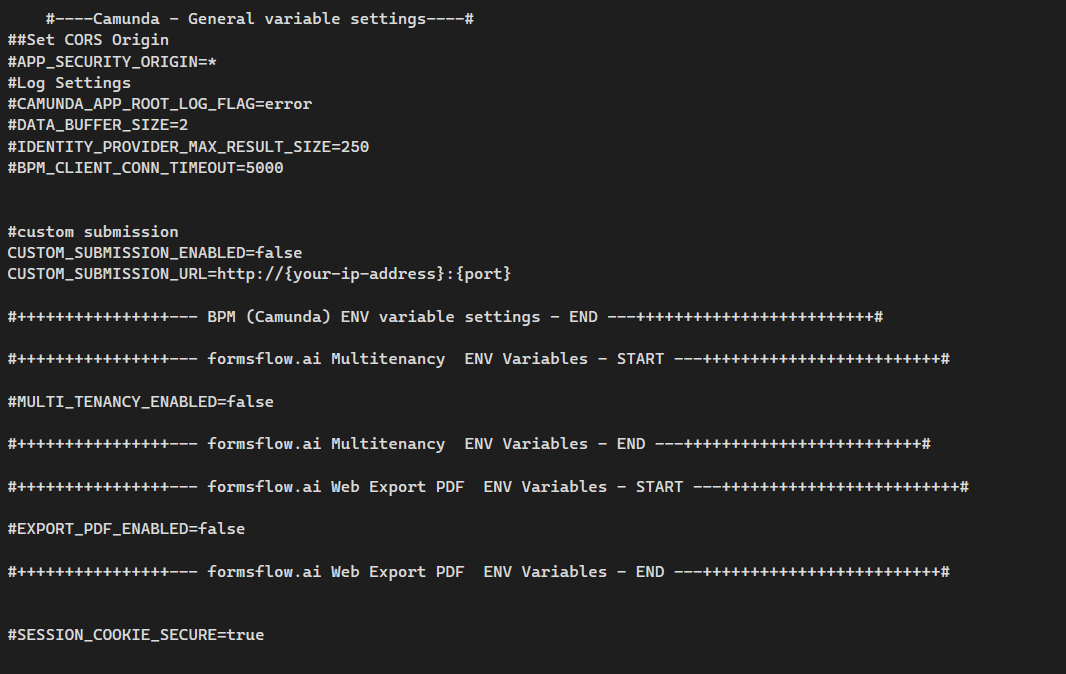 #----Camunda - General variable settings----#
##Set CORS Origin
#APP_SECURITY_ORIGIN=*
#Log Settings
#CAMUNDA_APP_ROOT_LOG_FLAG=error
#DATA_BUFFER_SIZE=2
#IDENTITY_PROVIDER_MAX_RESULT_SIZE=250
#BPM_CLIENT_CONN_TIMEOUT=5000
#custom submission
CUSTOM_SUBMISSION_ENABLED=false
CUSTOM_SUBMISSION_URL=http://{your-ip-address}:{port}
#++++++++++++++++--- BPM (Camunda) ENV variable settings - END ---+++++++++++++++++++++++++#
#++++++++++++++++--- formsflow.ai Multitenancy  ENV Variables - START ---+++++++++++++++++++++++++#
#MULTI_TENANCY_ENABLED=false
#++++++++++++++++--- formsflow.ai Multitenancy  ENV Variables - END ---+++++++++++++++++++++++++#
#++++++++++++++++--- formsflow.ai Web Export PDF  ENV Variables - START ---+++++++++++++++++++++++++#
#EXPORT_PDF_ENABLED=false
#++++++++++++++++--- formsflow.ai Web Export PDF  ENV Variables - END ---+++++++++++++++++++++++++#
#SESSION_COOKIE_SECURE=true